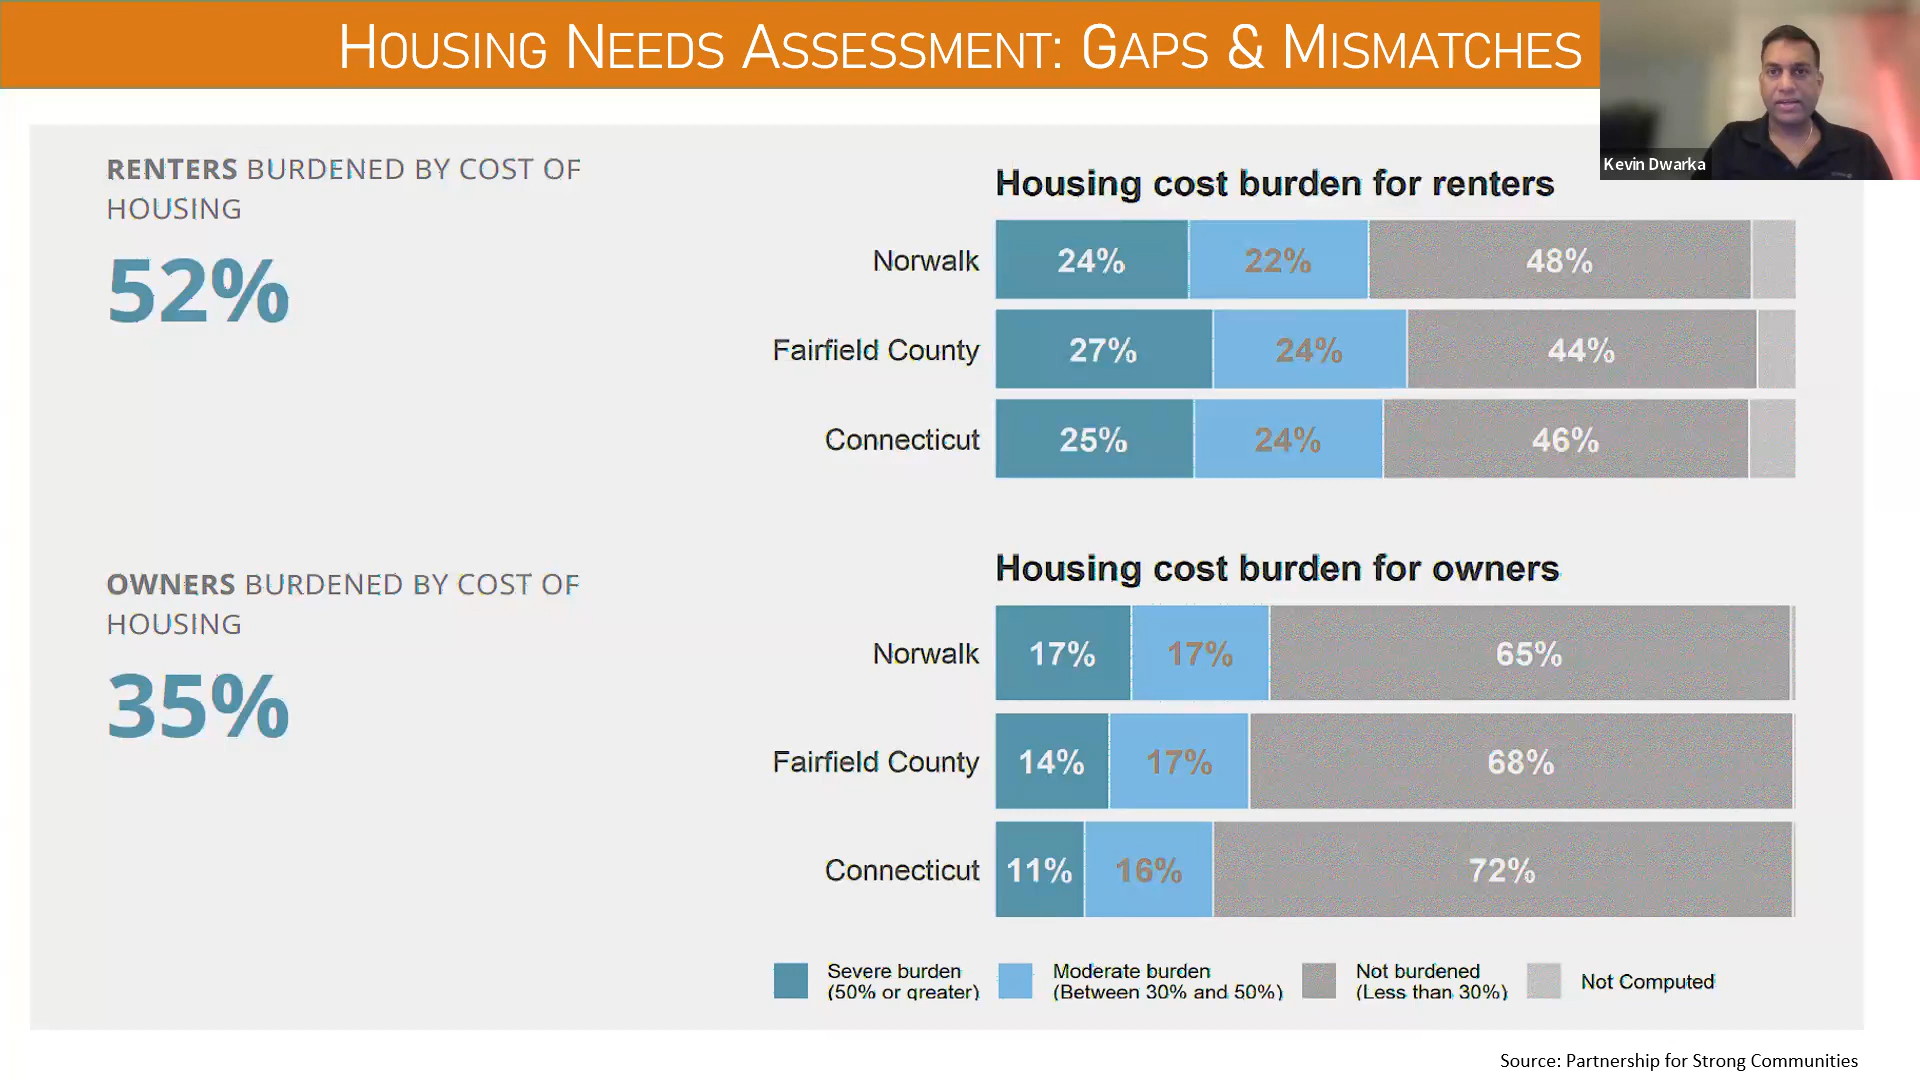 HOUSING NEEDS ASSESSMENT: GAPS & MISMATCHES
Kevin Dwarka
RENTERS BURDENED BY COST OF
HOUSING
52%
Housing cost burden for renters
Norwalk 24% 22% 48%
Fairfield County 27% 24% 44%
Connecticut 25% 24% 46%
OWNERS BURDENED BY COST OF
HOUSING
35%
Housing cost burden for owners
Norwalk 17% 17% 65%
Fairfield County 14% 17% 68%
Connecticut 11% 16% 72%
Severe burden
(50% or greater)
Moderate burden
(Between 30% and 50%)
Not burdened
(Less than 30%)
Not Computed
Source: Partnership for Strong Communities